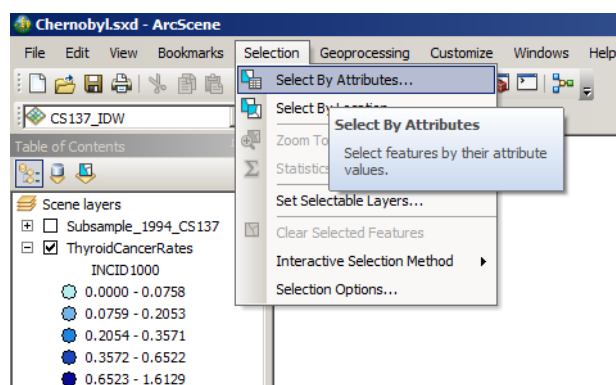 Chernobyl.sxd - ArcScene
File Edit View Bookmarks Selection Geoprocessing Customize Windows Help
Select By Attributes...
CS137_IDW
Select By Location
Select By Attributes
Select features by their attribute
values.
Table of Contents
Zoom To
Statistics
Set Selectable Layers...
Scene layers
Subsample_1994_CS137
Clear Selected Features
ThyroidCancerRates
INCID1000
Interactive Selection Method
0.0000 - 0.0758
Selection Options...
0.0759 - 0.2053
0.2054 - 0.3571
0.3572 - 0.6522
0.6523 - 1.6129